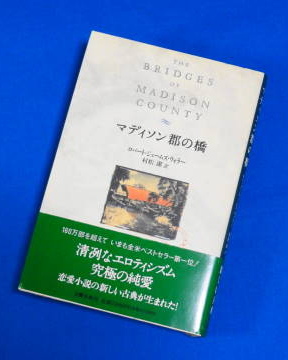 THE
BRIDGES
OF
MADISON
COUNTY
マディソン郡の橋
ロバート・ジェームズ・ウォラー
村松 潔 訳
160万部を超えて いまも全米ベストセラー第一位!
清冽なエロティシズム
究極の純愛
恋愛小説の新しい古典が生まれた!